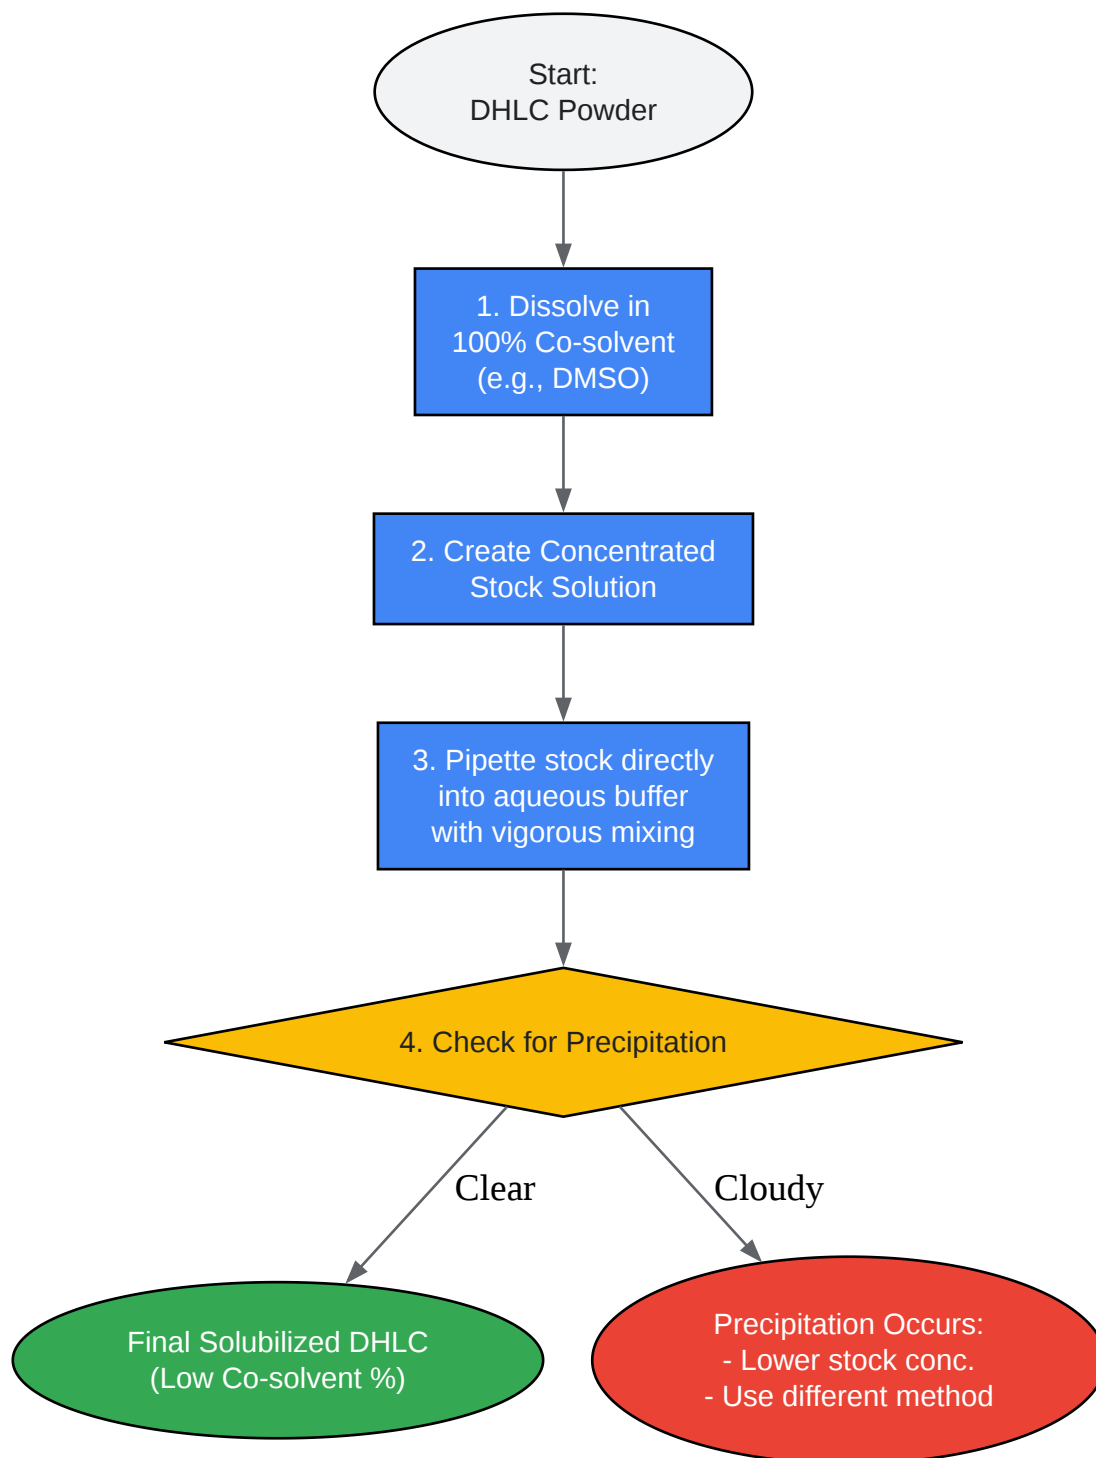 Start:
DHLC Powder
1. Dissolve in
100% Co-solvent
(e.g., DMSO)
2. Create Concentrated
Stock Solution
3. Pipette stock directly
into aqueous buffer
with vigorous mixing
4. Check for Precipitation
Clear
Cloudy
Final Solubilized DHLC
(Low Co-solvent %)
Precipitation Occurs:
- Lower stock conc.
- Use different method